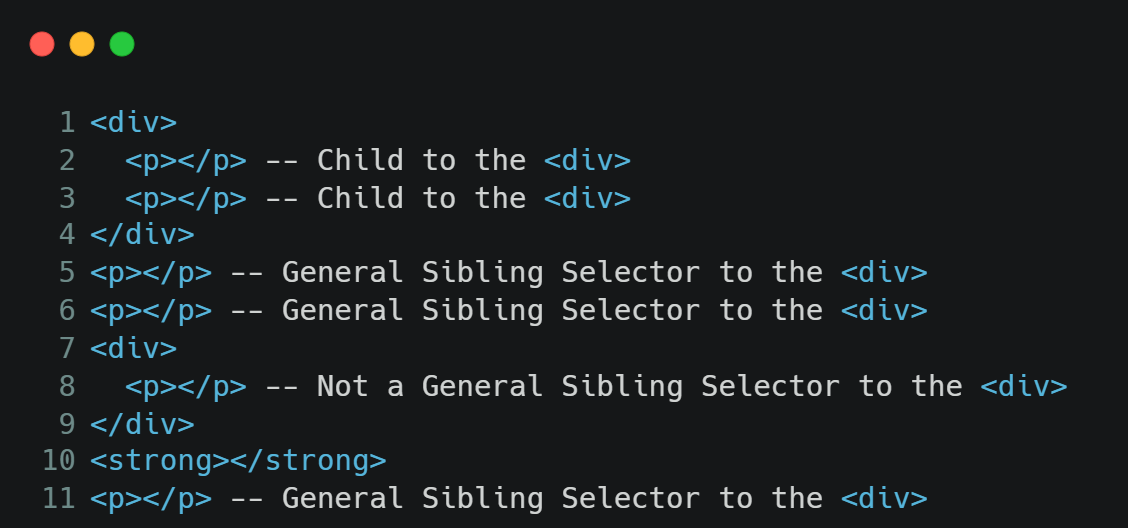 1 <div>
2   <p></p> -- Child to the <div>
3   <p></p> -- Child to the <div>
4 </div>
5 <p></p> -- General Sibling Selector to the <div>
6 <p></p> -- General Sibling Selector to the <div>
7 <div>
8   <p></p> -- Not a General Sibling Selector to the <div>
9 </div>
10 <strong></strong>
11 <p></p> -- General Sibling Selector to the <div>